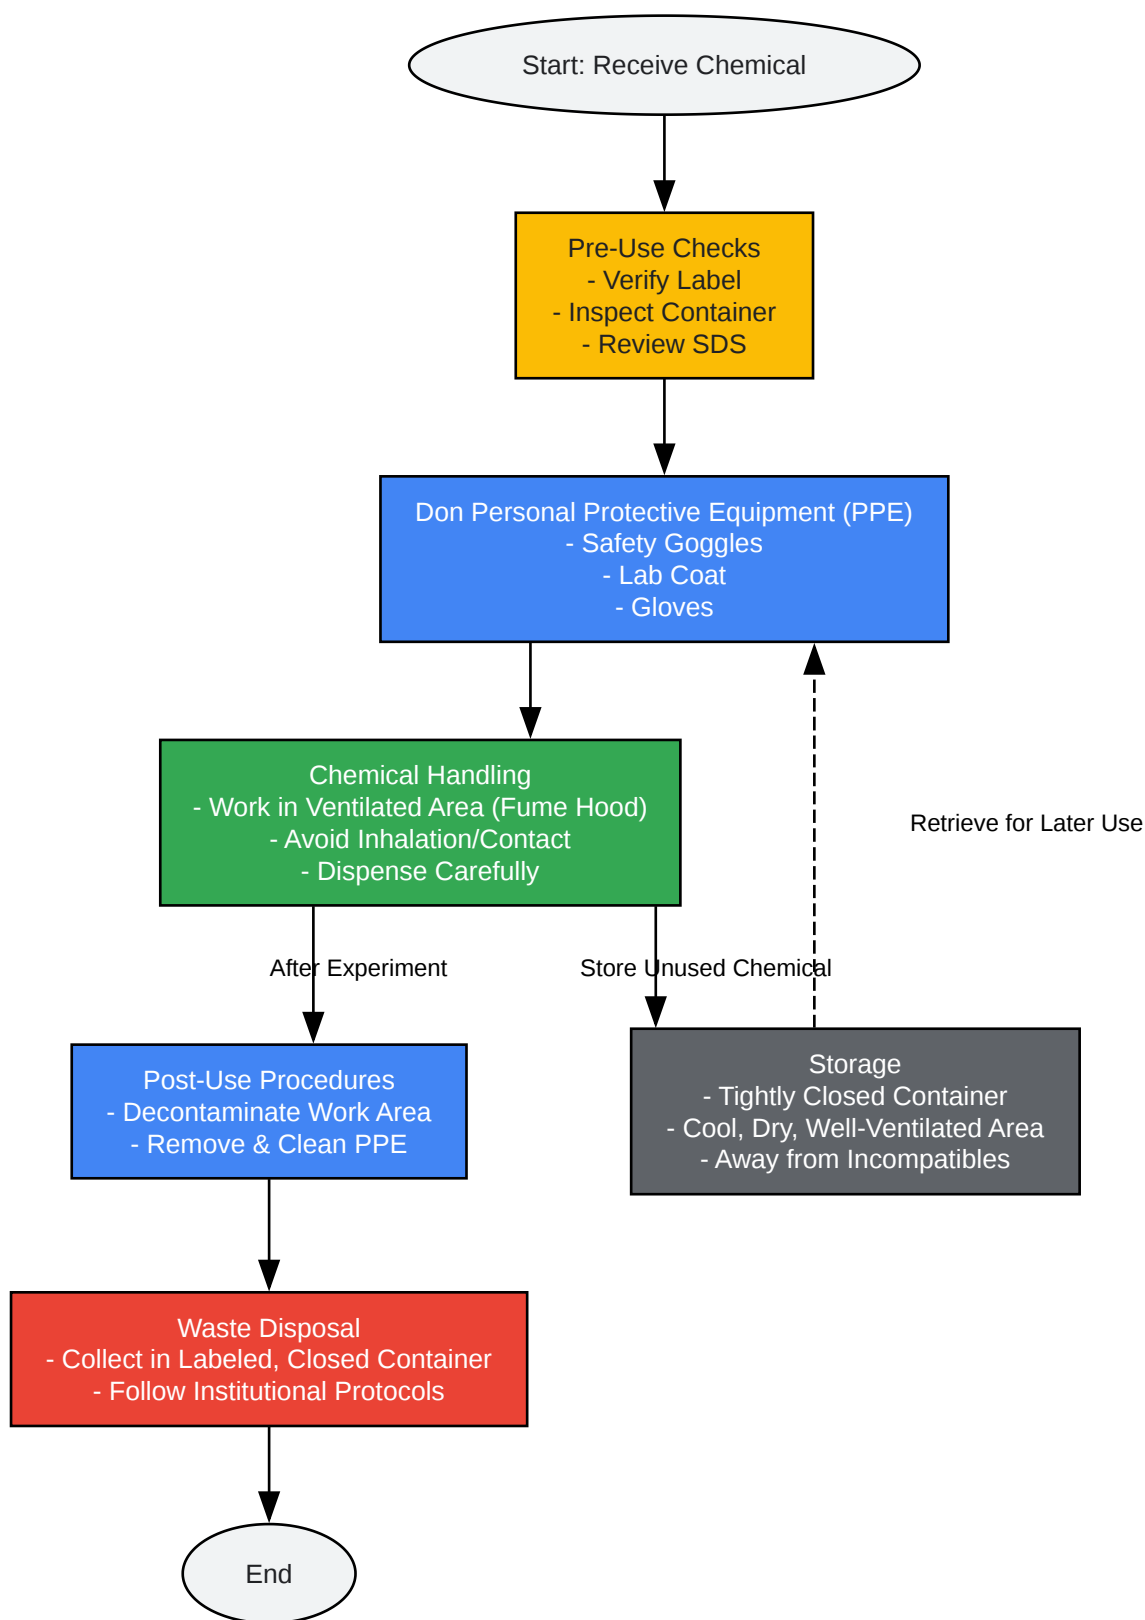 Start: Receive Chemical
Pre-Use Checks
- Verify Label
- Inspect Container
- Review SDS
Don Personal Protective Equipment (PPE)
- Safety Goggles
- Lab Coat
- Gloves
Chemical Handling
- Work in Ventilated Area (Fume Hood)
- Avoid Inhalation/Contact
- Dispense Carefully
Retrieve for Later Use
After Experiment
Store Unused Chemical
Post-Use Procedures
- Decontaminate Work Area
- Remove & Clean PPE
Storage
- Tightly Closed Container
- Cool, Dry, Well-Ventilated Area
- Away from Incompatibles
Waste Disposal
- Collect in Labeled, Closed Container
- Follow Institutional Protocols
End